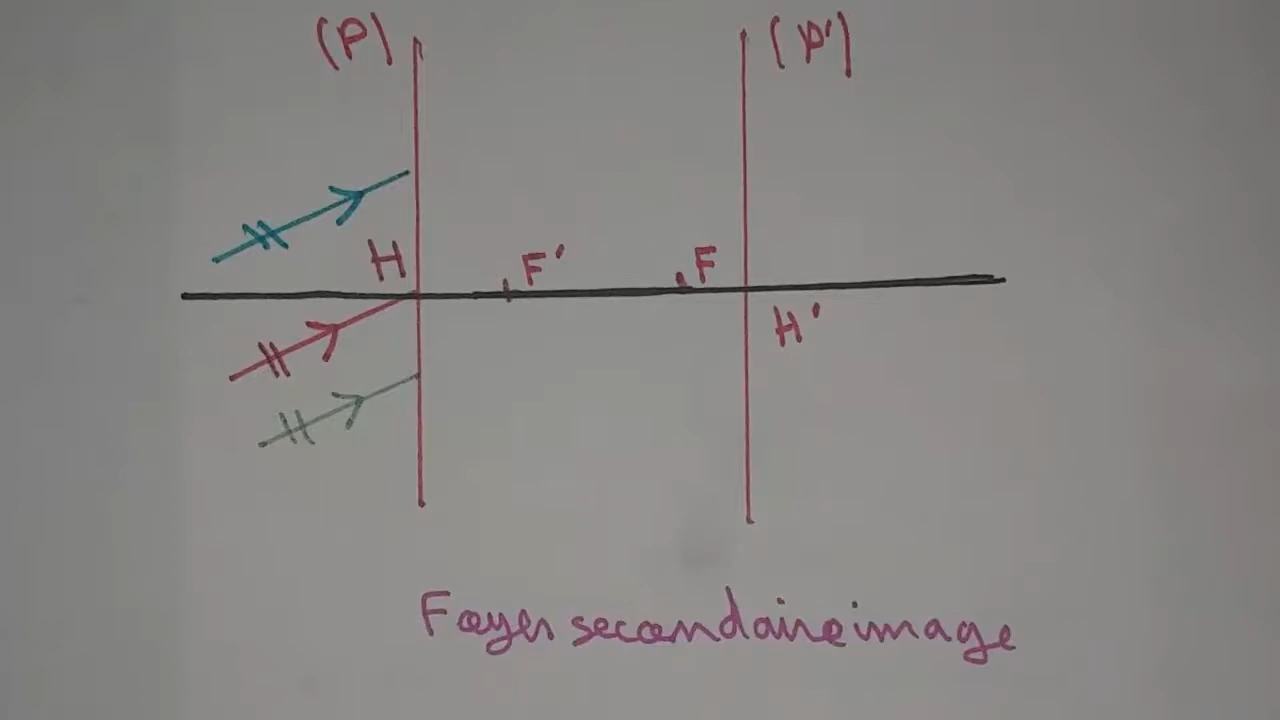 (P) (P')
H F' F
H'
Foyer secondaire image